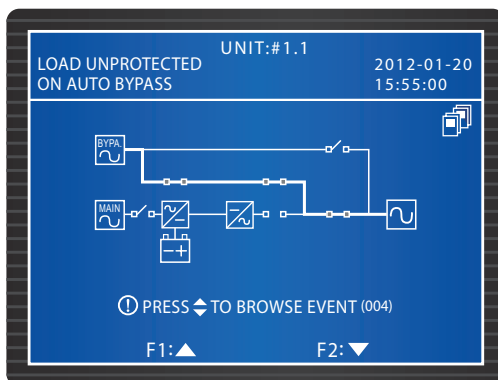 UNIT:#1.1
LOAD UNPROTECTED
ON AUTO BYPASS
2012-01-20
15:55:00
BYPA.
MAIN
PRESS TO BROWSE EVENT (004)
F1:
F2: